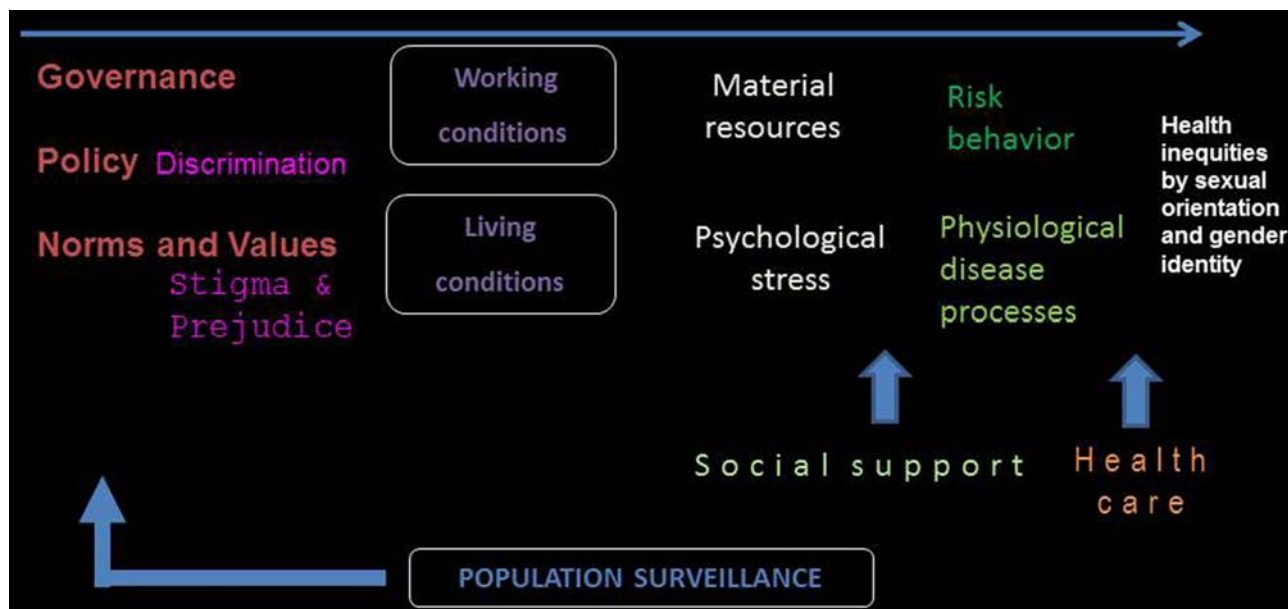 Governance
Policy Discrimination
Norms and Values
Stigma &
Prejudice
Working
conditions
Living
conditions
Material
resources
Psychological
stress
Risk
behavior
Physiological
disease
processes
Health
inequities
by sexual
orientation
and gender
identity
Social support
Health
care
POPULATION SURVEILLANCE